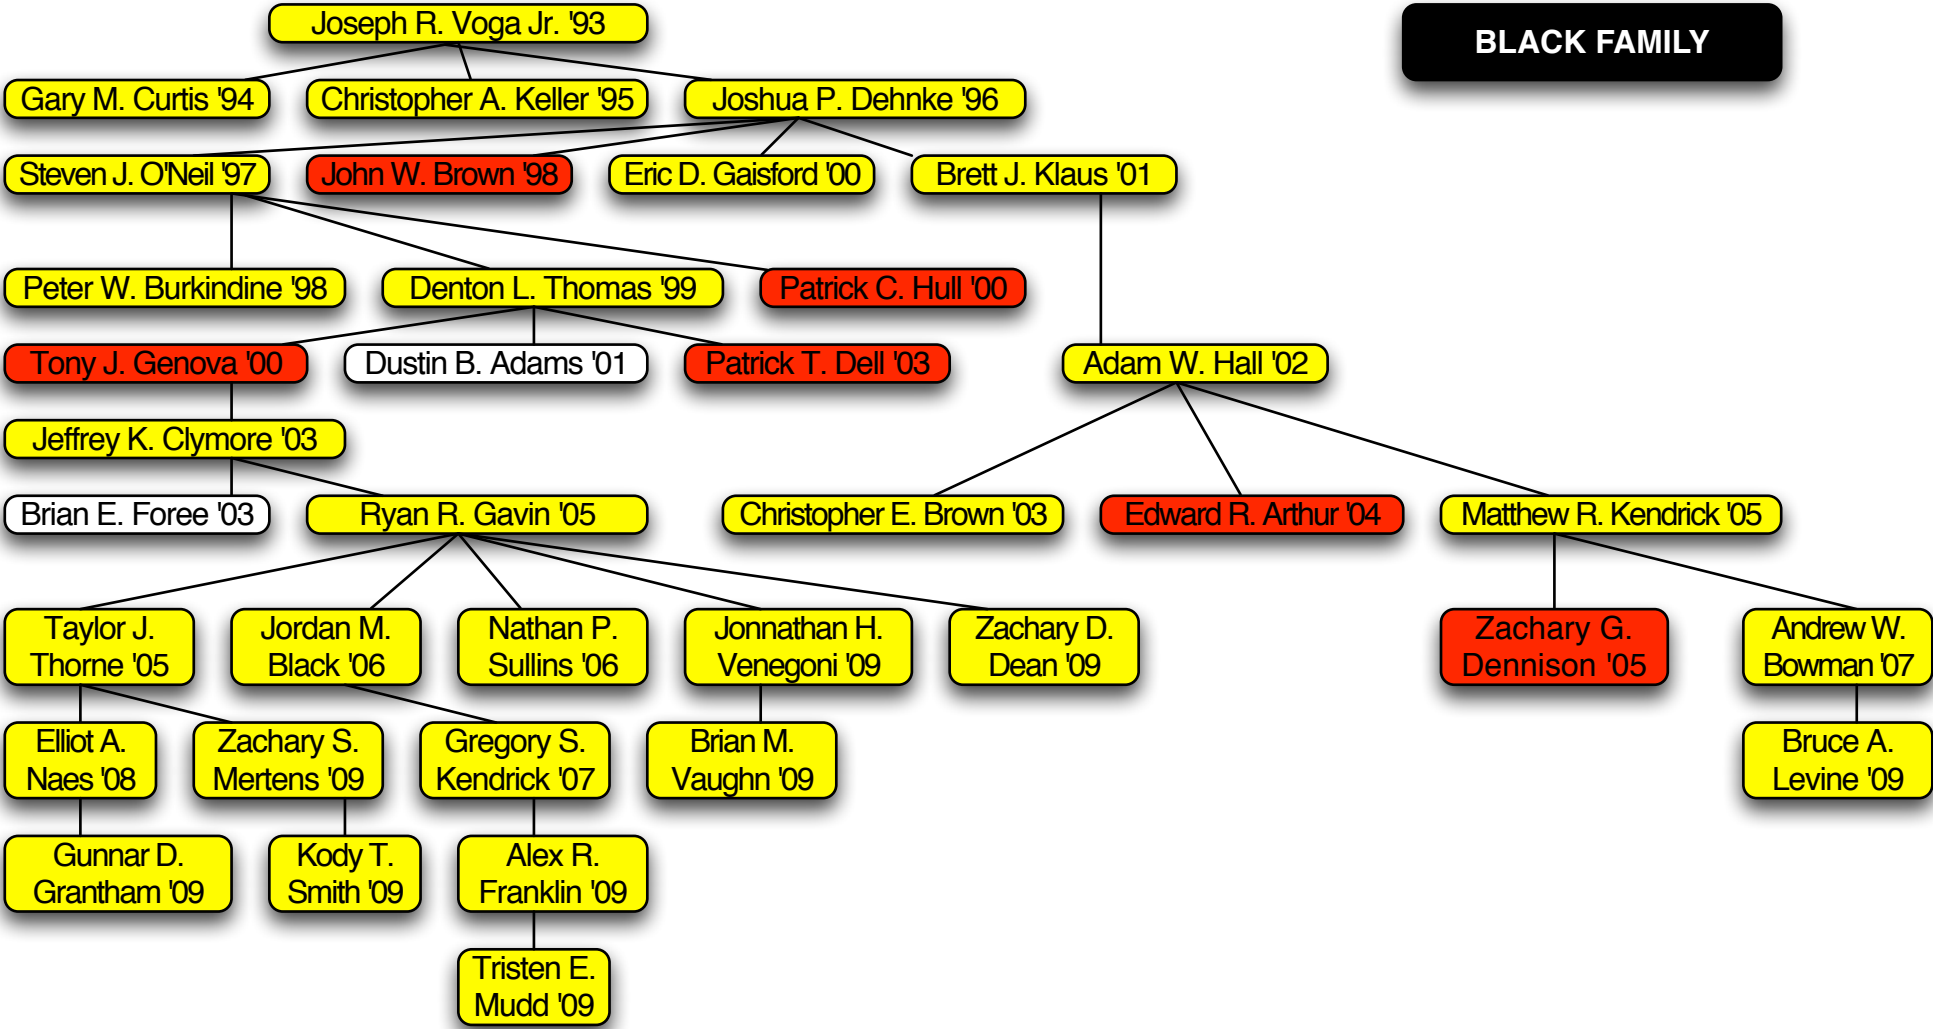 Joseph R. Voga Jr. '93
BLACK FAMILY
Gary M. Curtis '94
Christopher A. Keller '95
Joshua P. Dehnke '96
Steven J. O'Neil '97
John W. Brown '98
Eric D. Gaisford '00
Brett J. Klaus '01
Peter W. Burkindine '98
Denton L. Thomas '99
Patrick C. Hull '00
Tony J. Genova '00
Dustin B. Adams '01
Patrick T. Dell '03
Adam W. Hall '02
Jeffrey K. Clymore '03
Brian E. Foree '03
Ryan R. Gavin '05
Christopher E. Brown '03
Edward R. Arthur '04
Matthew R. Kendrick '05
Taylor J.
Thorne '05
Jordan M.
Black '06
Nathan P.
Sullins '06
Jonnathan H.
Venegoni '09
Zachary D.
Dean '09
Zachary G.
Dennison '05
Andrew W.
Bowman '07
Elliot A.
Naes '08
Zachary S.
Mertens '09
Gregory S.
Kendrick '07
Brian M.
Vaughn '09
Bruce A.
Levine '09
Gunnar D.
Grantham '09
Kody T.
Smith '09
Alex R.
Franklin '09
Tristen E.
Mudd '09